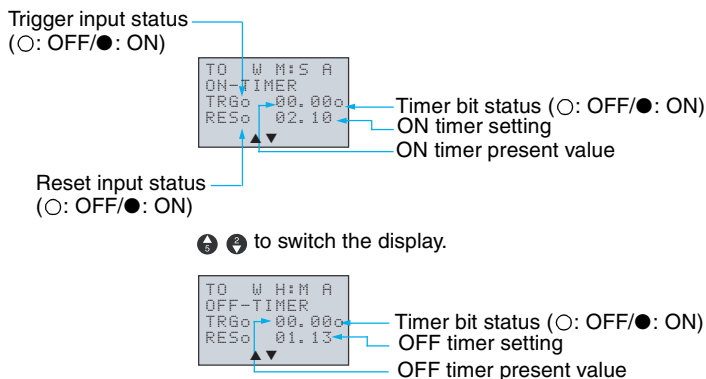 Trigger input status
(○: OFF/●: ON)
TO W M:S A
ON-TIMER
TRGo 00.00o
RESo 02.10
▲▼
Timer bit status (○: OFF/●: ON)
ON timer setting
ON timer present value
Reset input status
(○: OFF/●: ON)
5 2 to switch the display.
TO W H:M A
OFF-TIMER
TRGo 00.00o
RESo 01.13
▲▼
Timer bit status (○: OFF/●: ON)
OFF timer setting
OFF timer present value